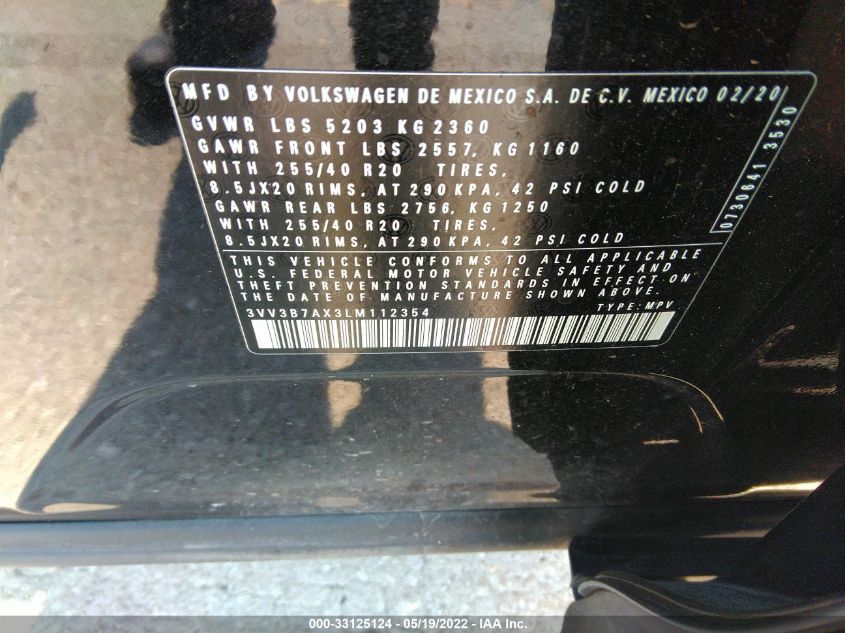 MFD BY VOLKSWAGEN DE MEXICO S.A. DE C.V. MEXICO 02/20
GVWR LBS 5203 KG 2360
GAWR FRONT LBS 2557, KG 1160
WITH 255/40 R20 TIRES,
8.5JX20 RIMS, AT 290 KPA, 42 PSI COLD
GAWR REAR LBS 2756, KG 1250
WITH 255/40 R20 TIRES,
8.5JX20 RIMS, AT 290 KPA, 42 PSI COLD
0730641 3530
THIS VEHICLE CONFORMS TO ALL APPLICABLE
U.S. FEDERAL MOTOR VEHICLE SAFETY AND
THEFT PREVENTION STANDARDS IN EFFECT ON
THE DATE OF MANUFACTURE SHOWN ABOVE.
3VV3B7AX3LM112354 TYPE: MPV
000-33125124 - 05/19/2022 - IAA Inc.